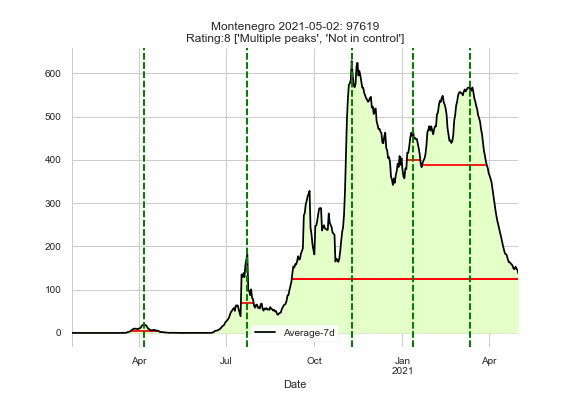 Montenegro 2021-05-02: 97619
Rating:8 ['Multiple peaks', 'Not in control']
600
500
400
300
200
100
0
Average-7d
Apr
Jul
Oct
Jan
2021
Apr
Date